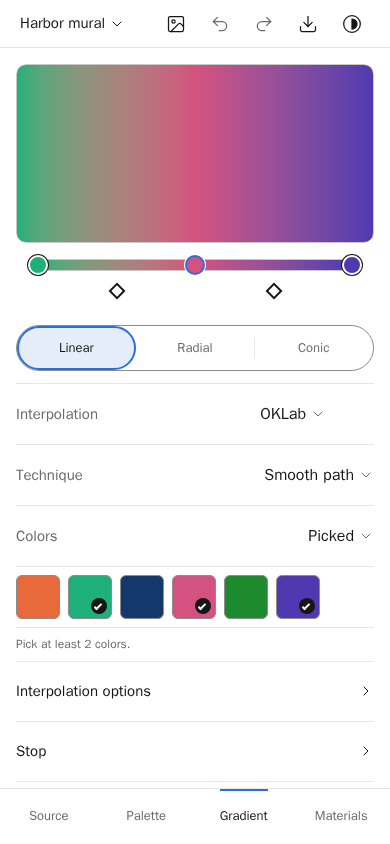 Harbor mural
Linear
Radial
Conic
Interpolation
OKLab
Technique
Smooth path
Colors
Picked
Pick at least 2 colors.
Interpolation options
Stop
Source
Palette
Gradient
Materials